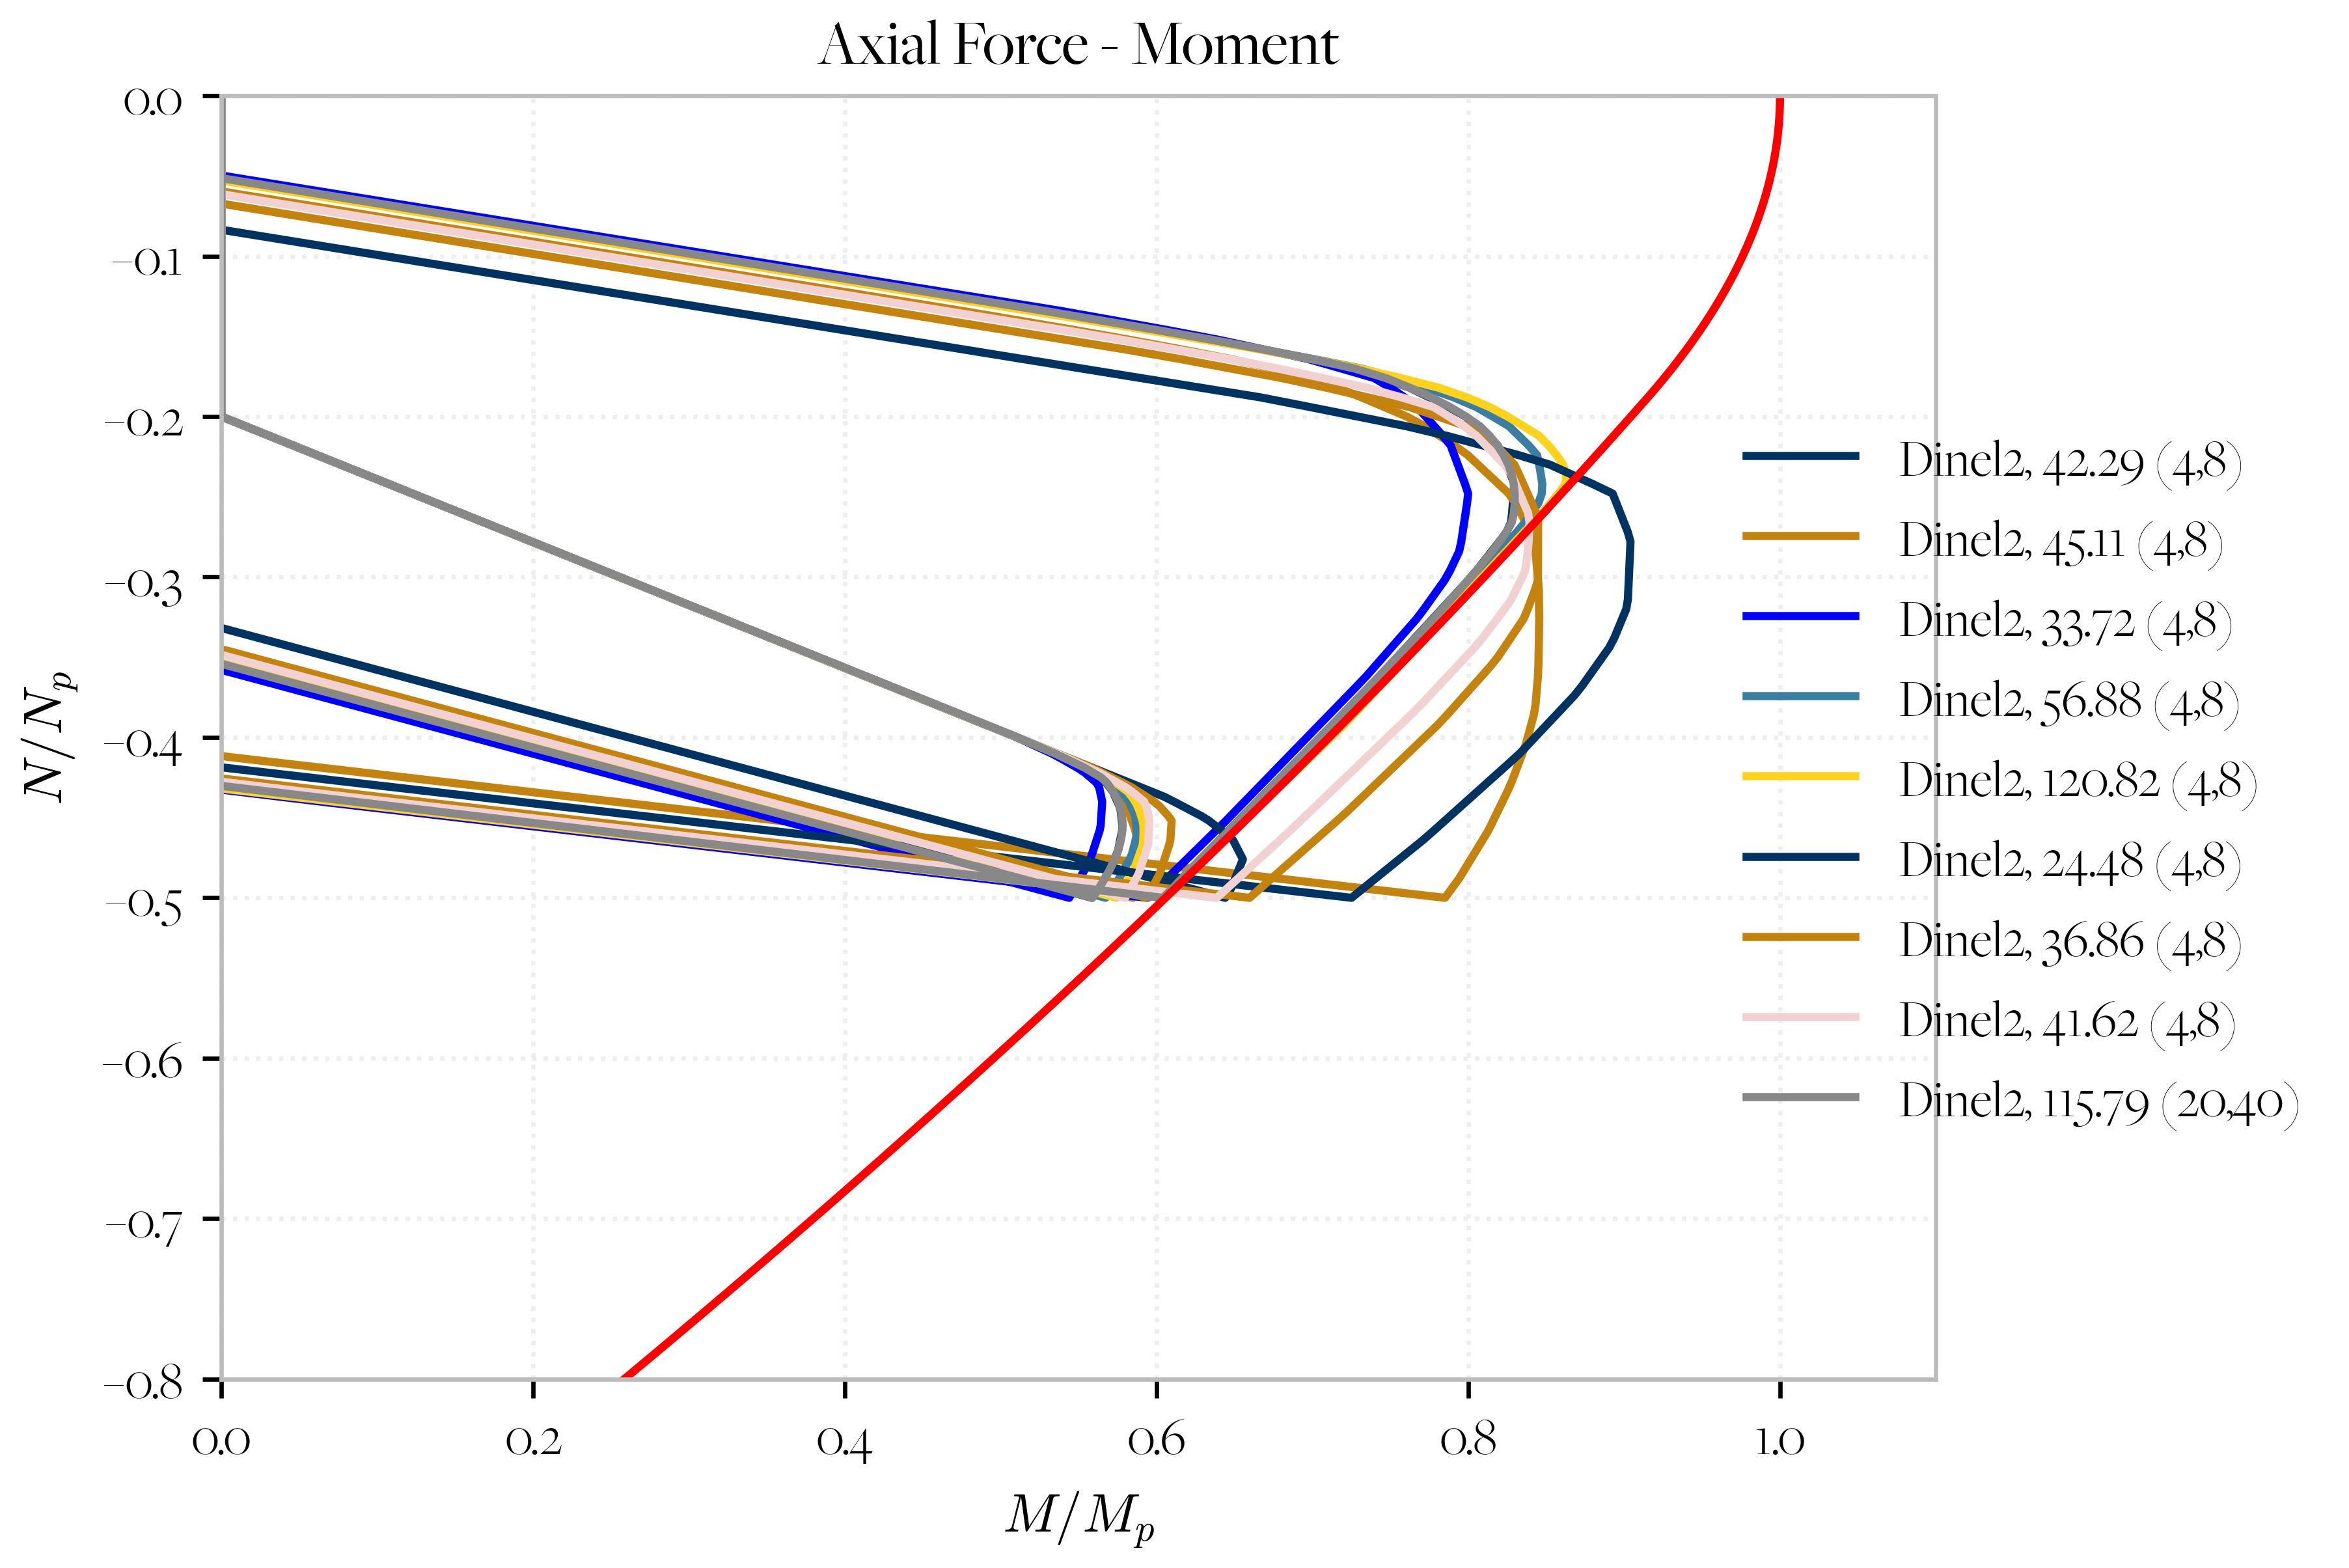 Axial Force - Moment
0.0
−0.1
−0.2
−0.3
−0.4
−0.5
−0.6
−0.7
−0.8
N/N_p
0.0 0.2 0.4 0.6 0.8 1.0
M/M_p
Dinel2, 42.29 (4,8)
Dinel2, 45.11 (4,8)
Dinel2, 33.72 (4,8)
Dinel2, 56.88 (4,8)
Dinel2, 120.82 (4,8)
Dinel2, 24.48 (4,8)
Dinel2, 36.86 (4,8)
Dinel2, 41.62 (4,8)
Dinel2, 115.79 (20,40)